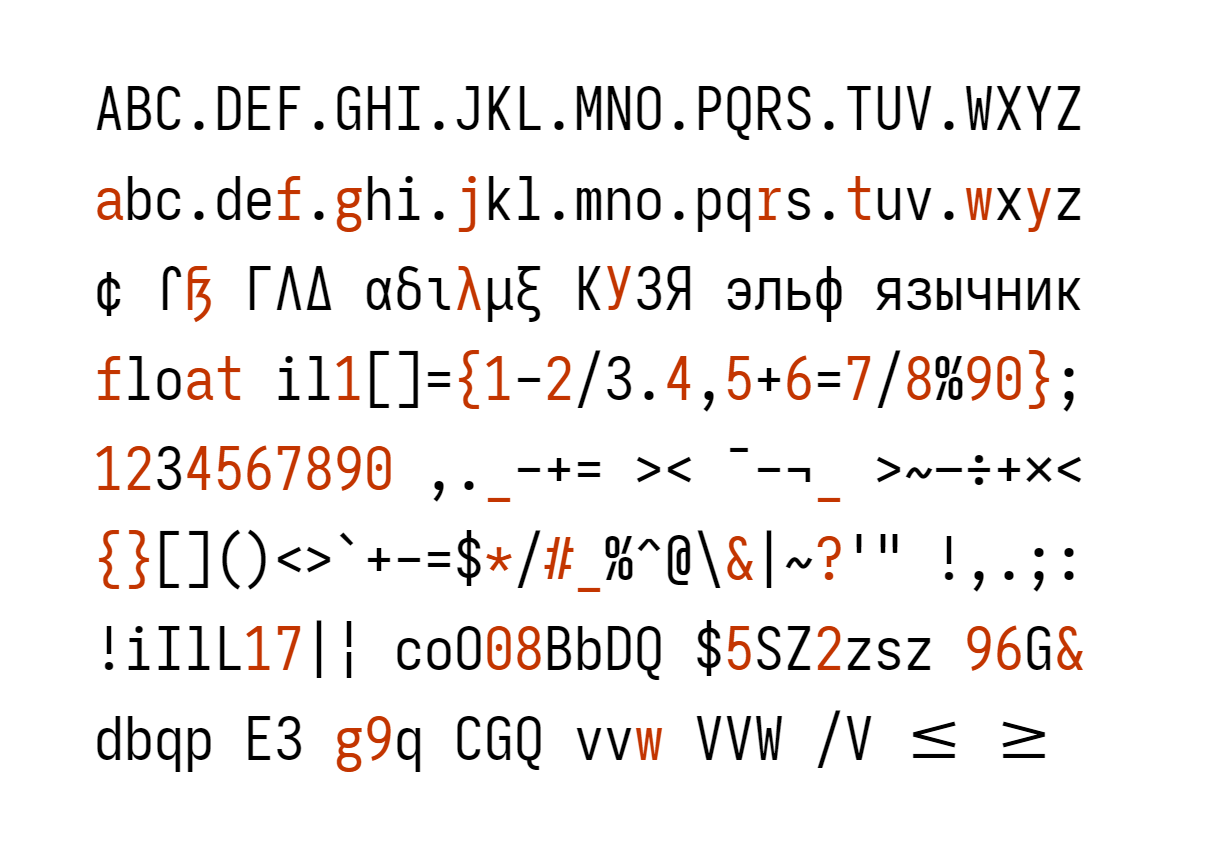 ABC.DEF.GHI.JKL.MNO.PQRS.TUV.WXYZ
abc.def.ghi.jkl.mno.pqrs.tuv.wxyz
¢ ſꜧ ΓΛΔ αδιλμξ КУЗЯ эльф язычник
float il1[]={1-2/3.4,5+6=7/8%90};
1234567890 ,._-+= >< ¯-¬_ >~–÷+×<
{}[]()<>`+-=$*/#_%^@\&|~?'" !,.;:
!iIlL17|¦ coO08BbDQ $5SZ2zsz 96G&
dbqp E3 g9q CGQ vvw VVW /V ≤ ≥